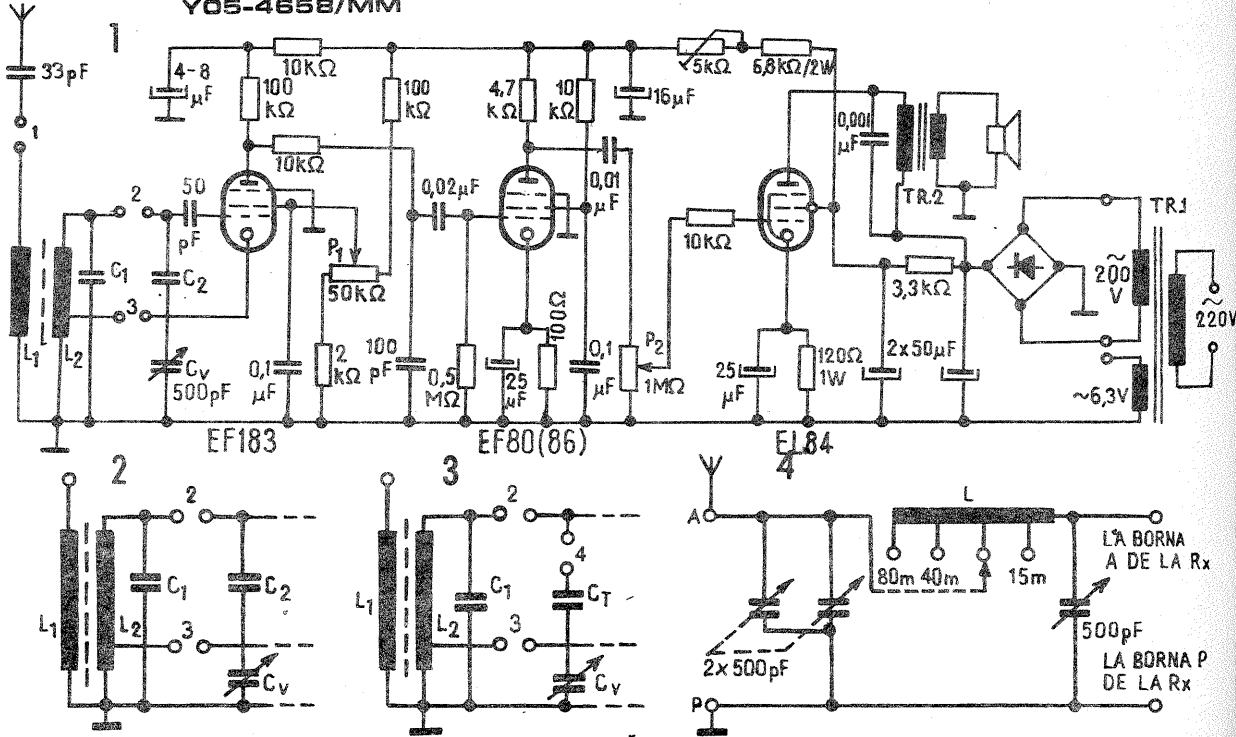 YO5-4658/MM
1
33pF
4-8
μF
10kΩ
100
kΩ
100
kΩ
4,7
kΩ
10
kΩ
16μF
5kΩ
6,8kΩ/2W
0,001
μF
TR.2
1
2
50
pF
10kΩ
0,02μF
0,01
μF
10kΩ
TR.1
C1
C2
3
P1
50kΩ
100Ω
P2
3,3kΩ
~
200
V
~
220V
L1
L2
Cv
500pF
0,1
μF
2
kΩ
100
pF
0,5
MΩ
25
μF
0,1
μF
1MΩ
25
μF
120Ω
1W
2x50μF
~6,3V
EF183
EF80(86)
EL84
2
2
C1
C2
L1
L2
3
Cv
3
2
4
C1
CT
L1
L2
3
Cv
4
A
L
80m
40m
15m
LA BORNA
A DE LA Rx
2x500pF
500pF
LA BORNA P
DE LA Rx
P